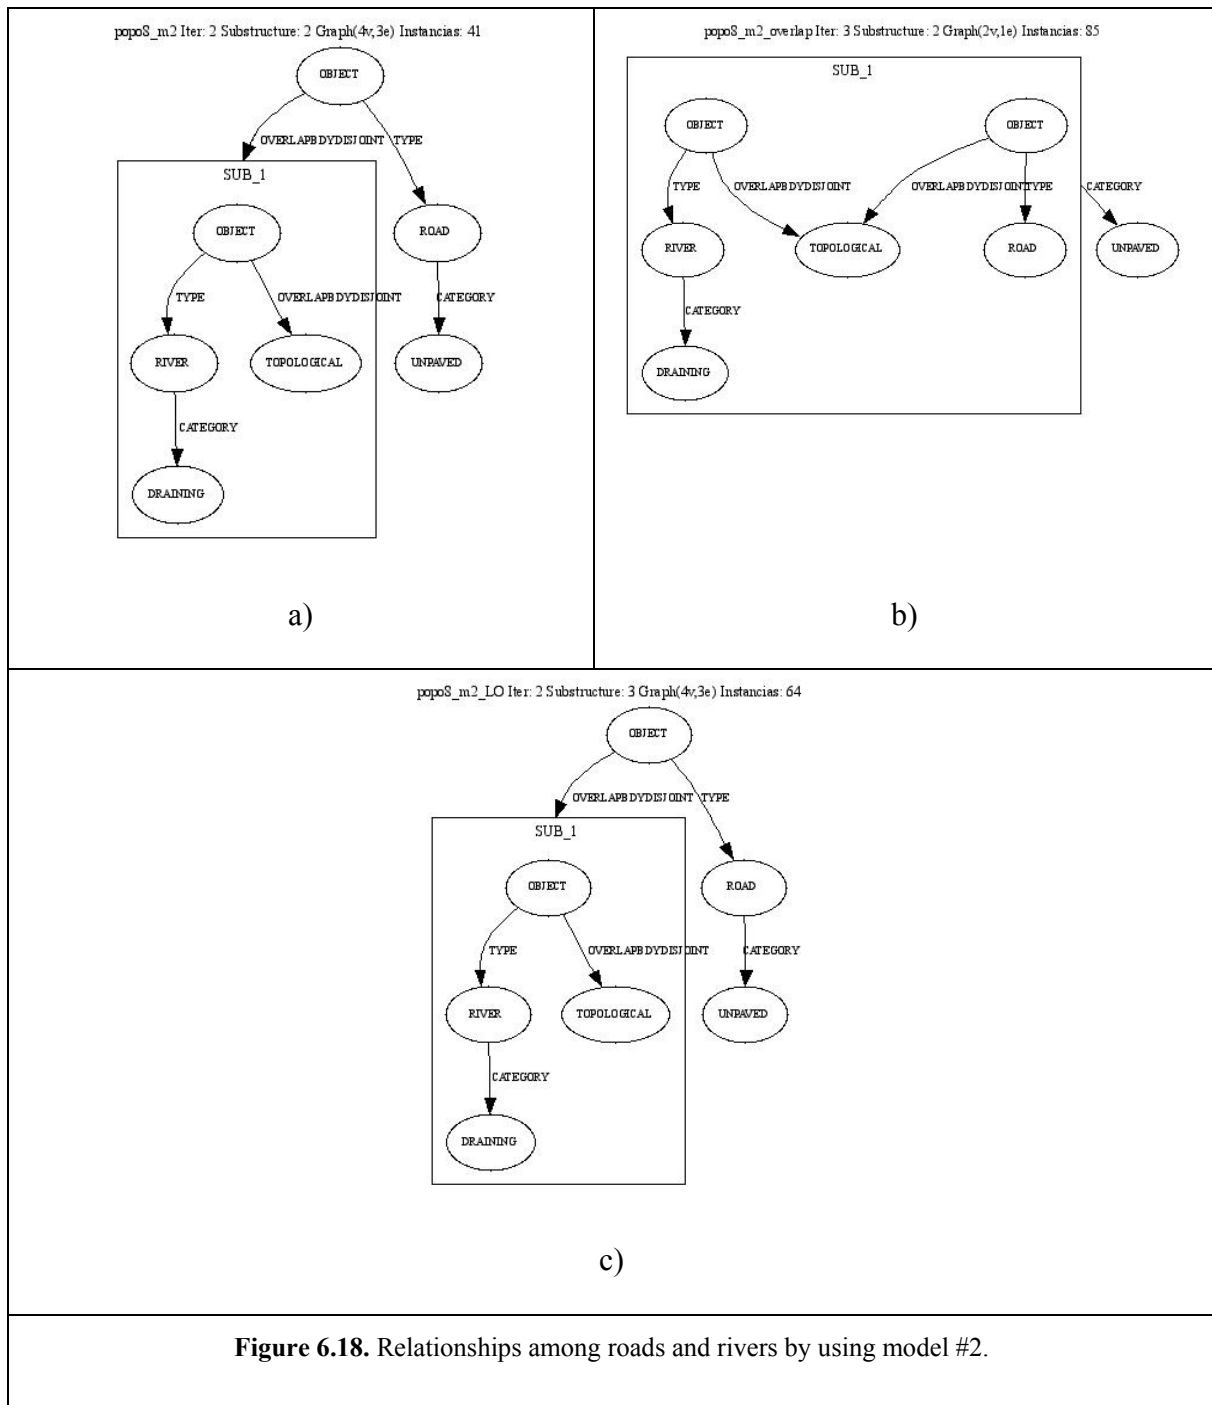 popo8_m2 Iter: 2 Substructure: 2 Graph(4v,3e) Instancias: 41
OBJECT
OVERLAPBDYDISJOINT TYPE
SUB_1
OBJECT
ROAD
TYPE
OVERLAPBDYDISJOINT
CATEGORY
RIVER
TOPOLOGICAL
UNPAVED
CATEGORY
DRAINING
a)
popo8_m2_overlap Iter: 3 Substructure: 2 Graph(2v,1e) Instancias: 85
SUB_1
OBJECT
OBJECT
TYPE
OVERLAPBDYDISJOINT
OVERLAPBDYDISJOINT
TYPE
CATEGORY
RIVER
TOPOLOGICAL
ROAD
UNPAVED
CATEGORY
DRAINING
b)
popo8_m2_LO Iter: 2 Substructure: 3 Graph(4v,3e) Instancias: 64
OBJECT
OVERLAPBDYDISJOINT TYPE
SUB_1
OBJECT
ROAD
TYPE
OVERLAPBDYDISJOINT
CATEGORY
RIVER
TOPOLOGICAL
UNPAVED
CATEGORY
DRAINING
c)
Figure 6.18. Relationships among roads and rivers by using model #2.